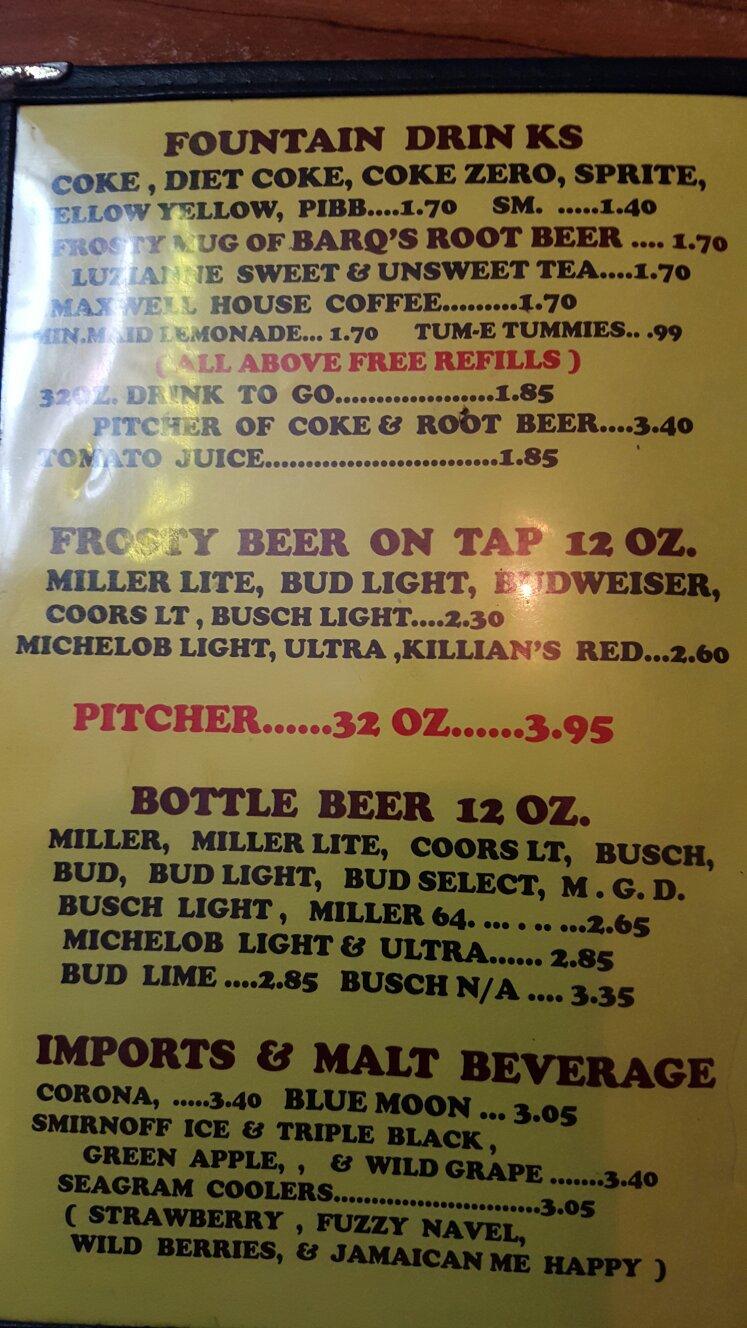 FOUNTAIN DRINKS
COKE , DIET COKE, COKE ZERO, SPRITE,
ELLOW YELLOW, PIBB....1.70 SM. .....1.40
FROSTY MUG OF BARQ'S ROOT BEER .... 1.70
LUZIANNE SWEET & UNSWEET TEA....1.70
MAXWELL HOUSE COFFEE..........1.70
MIN.MAID LEMONADE... 1.70 TUM-E TUMMIES.. .99
( ALL ABOVE FREE REFILLS )
32OZ. DRINK TO GO....................1.85
PITCHER OF COKE & ROOT BEER....3.40
TOMATO JUICE..............................1.85
FROSTY BEER ON TAP 12 OZ.
MILLER LITE, BUD LIGHT, BUDWEISER,
COORS LT , BUSCH LIGHT....2.30
MICHELOB LIGHT, ULTRA ,KILLIAN'S RED...2.60
PITCHER......32 OZ......3.95
BOTTLE BEER 12 OZ.
MILLER, MILLER LITE, COORS LT, BUSCH,
BUD, BUD LIGHT, BUD SELECT, M . G. D.
BUSCH LIGHT , MILLER 64. ... . .. ...2.65
MICHELOB LIGHT & ULTRA...... 2.85
BUD LIME ....2.85 BUSCH N/A .... 3.35
IMPORTS & MALT BEVERAGE
CORONA, .....3.40 BLUE MOON ... 3.05
SMIRNOFF ICE & TRIPLE BLACK ,
GREEN APPLE, , & WILD GRAPE .......3.40
SEAGRAM COOLERS.............................3.05
( STRAWBERRY , FUZZY NAVEL,
WILD BERRIES, & JAMAICAN ME HAPPY )